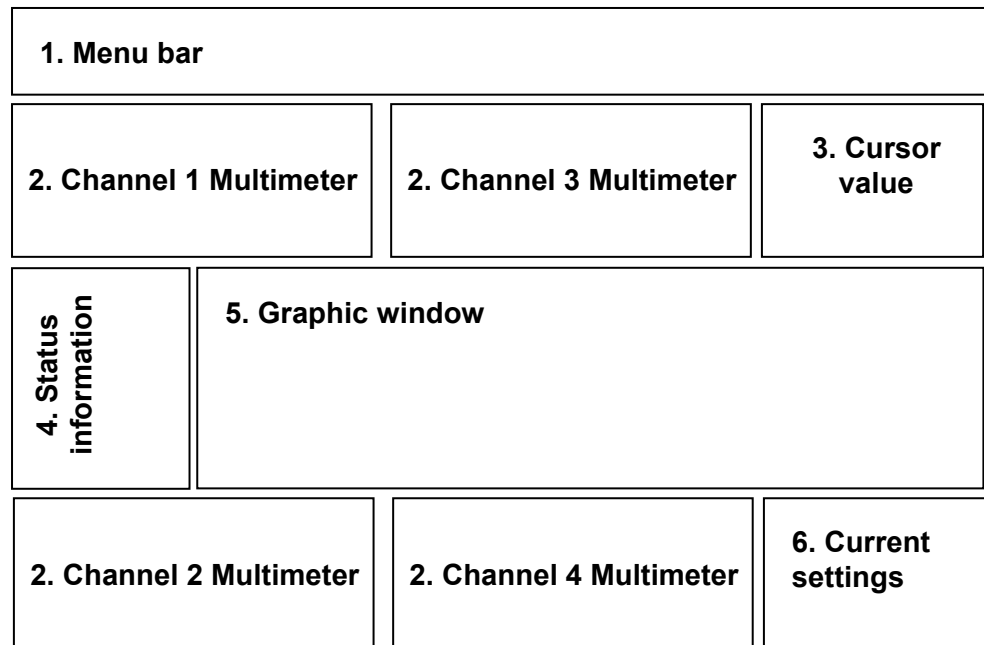 1. Menu bar
2. Channel 1 Multimeter
2. Channel 3 Multimeter
3. Cursor
value
4. Status
information
5. Graphic window
2. Channel 2 Multimeter
2. Channel 4 Multimeter
6. Current
settings